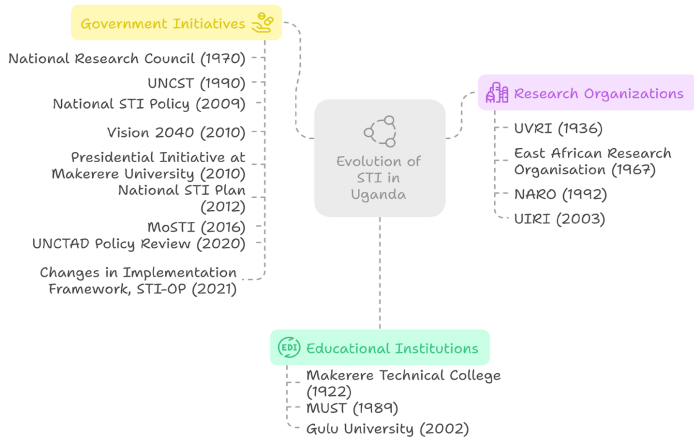 Government Initiatives
National Research Council (1970)
UNCST (1990)
National STI Policy (2009)
Vision 2040 (2010)
Presidential Initiative at
Makerere University (2010)
National STI Plan
(2012)
MoSTI (2016)
UNCTAD Policy Review (2020)
Changes in Implementation
Framework, STI-OP (2021)
Evolution of
STI in
Uganda
Research Organizations
UVRI (1936)
East African Research
Organisation (1967)
NARO (1992)
UIRI (2003)
EDI
Educational Institutions
Makerere Technical College
(1922)
MUST (1989)
Gulu University (2002)